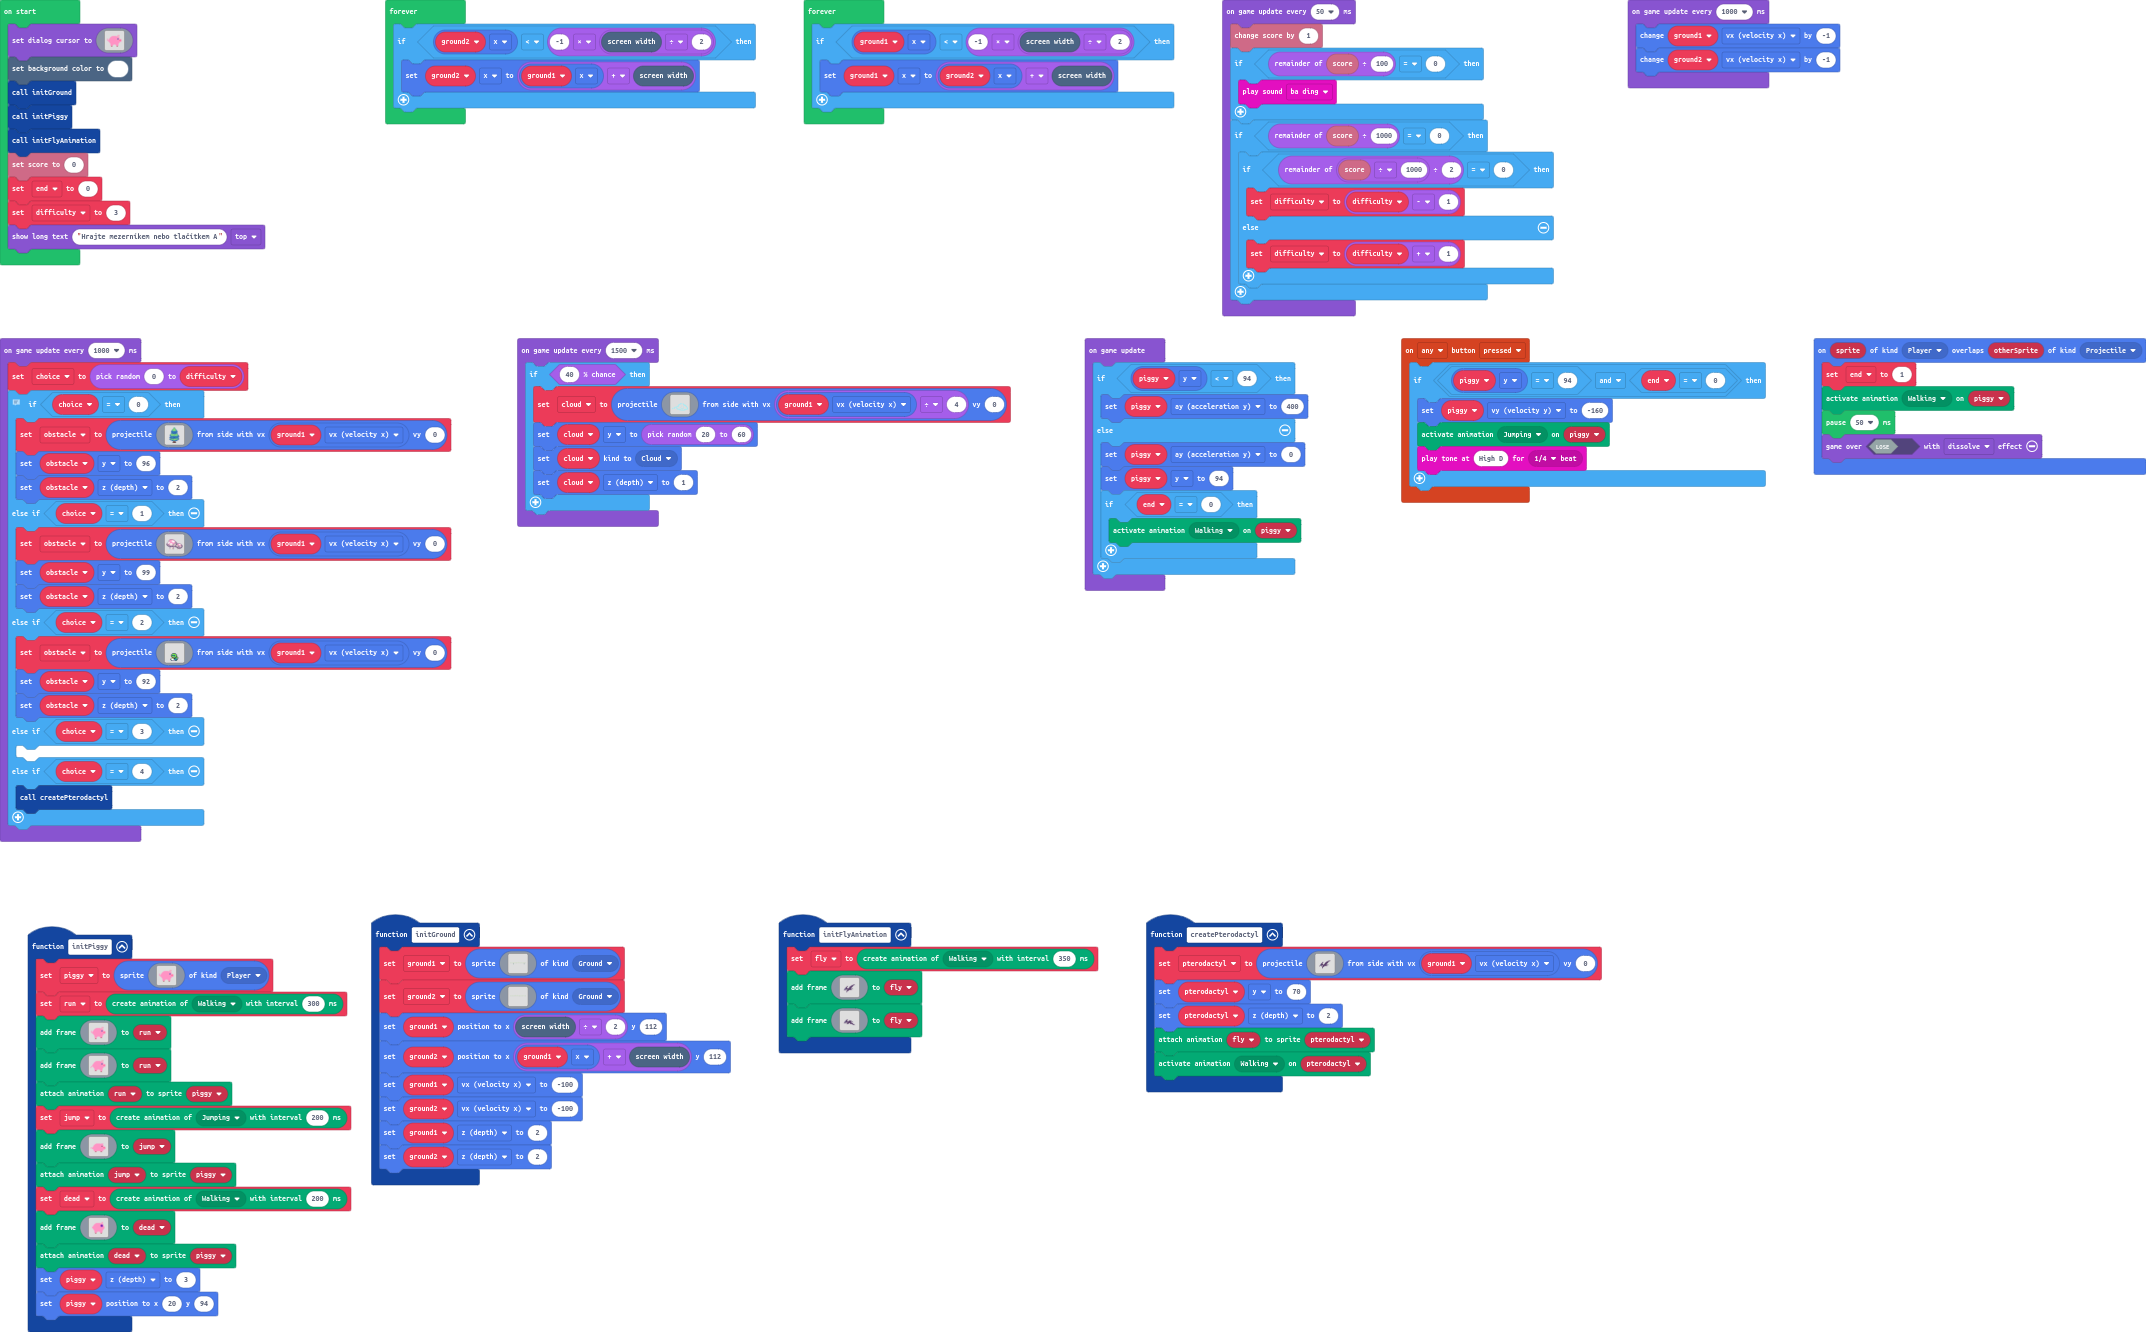 on start
set dialog cursor to
set background color to
call initGround
call initPiggy
call initFlyAnimation
set score to 0
set end to 0
set difficulty to 3
show long text "Hrajte mezerníkem nebo tlačítkem A" top
forever
if ground2 x < -1 × screen width ÷ 2 then
set ground2 x to ground1 x + screen width
forever
if ground1 x < -1 × screen width ÷ 2 then
set ground1 x to ground2 x + screen width
on game update every 50 ms
change score by 1
if remainder of score ÷ 100 = 0 then
play sound ba ding
if remainder of score ÷ 1000 = 0 then
if remainder of score ÷ 1000 ÷ 2 = 0 then
set difficulty to difficulty - 1
else
set difficulty to difficulty + 1
on game update every 1000 ms
change ground1 vx (velocity x) by -1
change ground2 vx (velocity x) by -1
on game update every 1000 ms
set choice to pick random 0 to difficulty
if choice = 0 then
set obstacle to projectile from side with vx ground1 vx (velocity x) vy 0
set obstacle y to 96
set obstacle z (depth) to 2
else if choice = 1 then
set obstacle to projectile from side with vx ground1 vx (velocity x) vy 0
set obstacle y to 99
set obstacle z (depth) to 2
else if choice = 2 then
set obstacle to projectile from side with vx ground1 vx (velocity x) vy 0
set obstacle y to 92
set obstacle z (depth) to 2
else if choice = 3 then
else if choice = 4 then
call createPterodactyl
on game update every 1500 ms
if 40 % chance then
set cloud to projectile from side with vx ground1 vx (velocity x) ÷ 4 vy 0
set cloud y to pick random 20 to 60
set cloud kind to Cloud
set cloud z (depth) to 1
on game update
if piggy y < 94 then
set piggy ay (acceleration y) to 400
else
set piggy ay (acceleration y) to 0
set piggy y to 94
if end = 0 then
activate animation Walking on piggy
on any button pressed
if piggy y = 94 and end = 0 then
set piggy vy (velocity y) to -160
activate animation Jumping on piggy
play tone at High D for 1/4 beat
on sprite of kind Player overlaps otherSprite of kind Projectile
set end to 1
activate animation Walking on piggy
pause 50 ms
game over LOSE with dissolve effect
function initPiggy
set piggy to sprite of kind Player
set run to create animation of Walking with interval 300 ms
add frame to run
add frame to run
attach animation run to sprite piggy
set jump to create animation of Jumping with interval 200 ms
add frame to jump
attach animation jump to sprite piggy
set dead to create animation of Walking with interval 200 ms
add frame to dead
attach animation dead to sprite piggy
set piggy z (depth) to 3
set piggy position to x 20 y 94
function initGround
set ground1 to sprite of kind Ground
set ground2 to sprite of kind Ground
set ground1 position to x screen width ÷ 2 y 112
set ground2 position to x ground1 x + screen width y 112
set ground1 vx (velocity x) to -100
set ground2 vx (velocity x) to -100
set ground1 z (depth) to 2
set ground2 z (depth) to 2
function initFlyAnimation
set fly to create animation of Walking with interval 350 ms
add frame to fly
add frame to fly
function createPterodactyl
set pterodactyl to projectile from side with vx ground1 vx (velocity x) vy 0
set pterodactyl y to 70
set pterodactyl z (depth) to 2
attach animation fly to sprite pterodactyl
activate animation Walking on pterodactyl